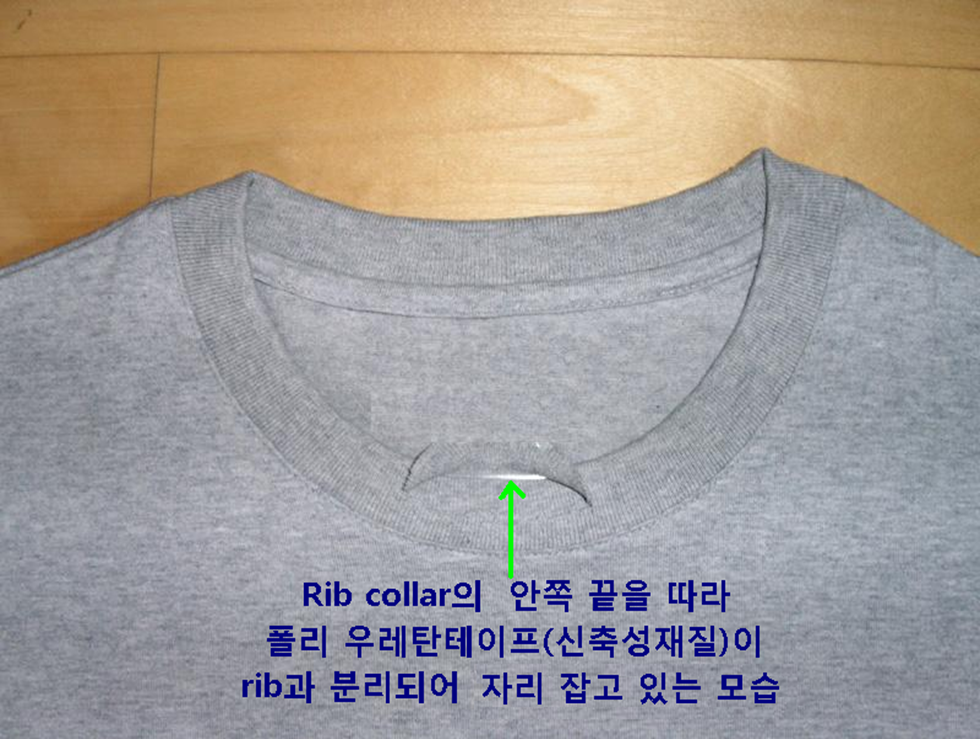 Rib collar의 안쪽 끝을 따라
폴리 우레탄테이프(신축성재질)이
rib과 분리되어 자리 잡고 있는 모습